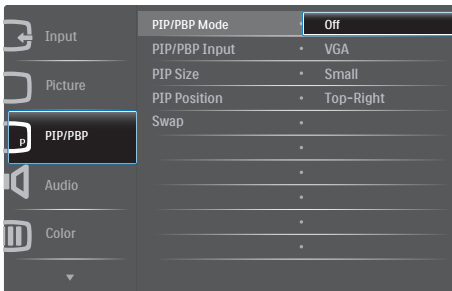 Input
Picture
P
PIP/PBP
Audio
Color
PIP/PBP Mode • Off
PIP/PBP Input • VGA
PIP Size • Small
PIP Position • Top-Right
Swap •